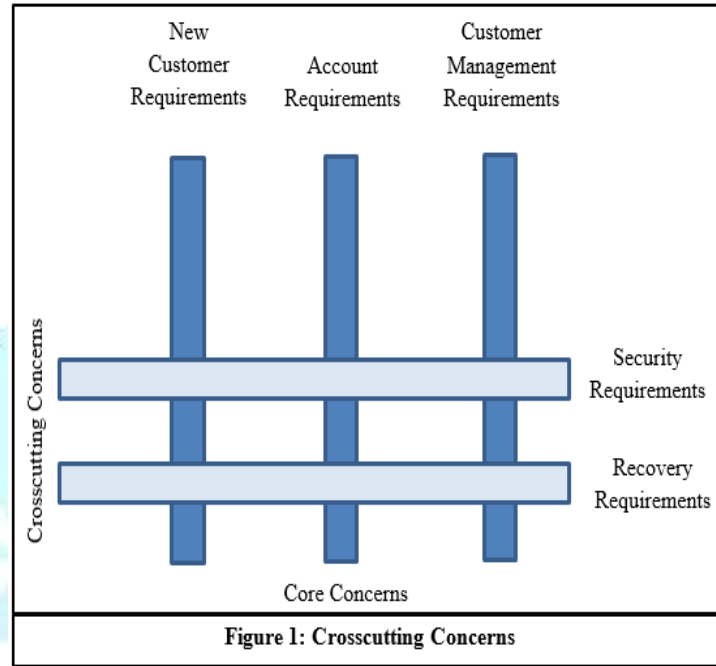 New
Customer
Requirements
Account
Requirements
Customer
Management
Requirements
Crosscutting Concerns
Security
Requirements
Recovery
Requirements
Core Concerns
Figure 1: Crosscutting Concerns